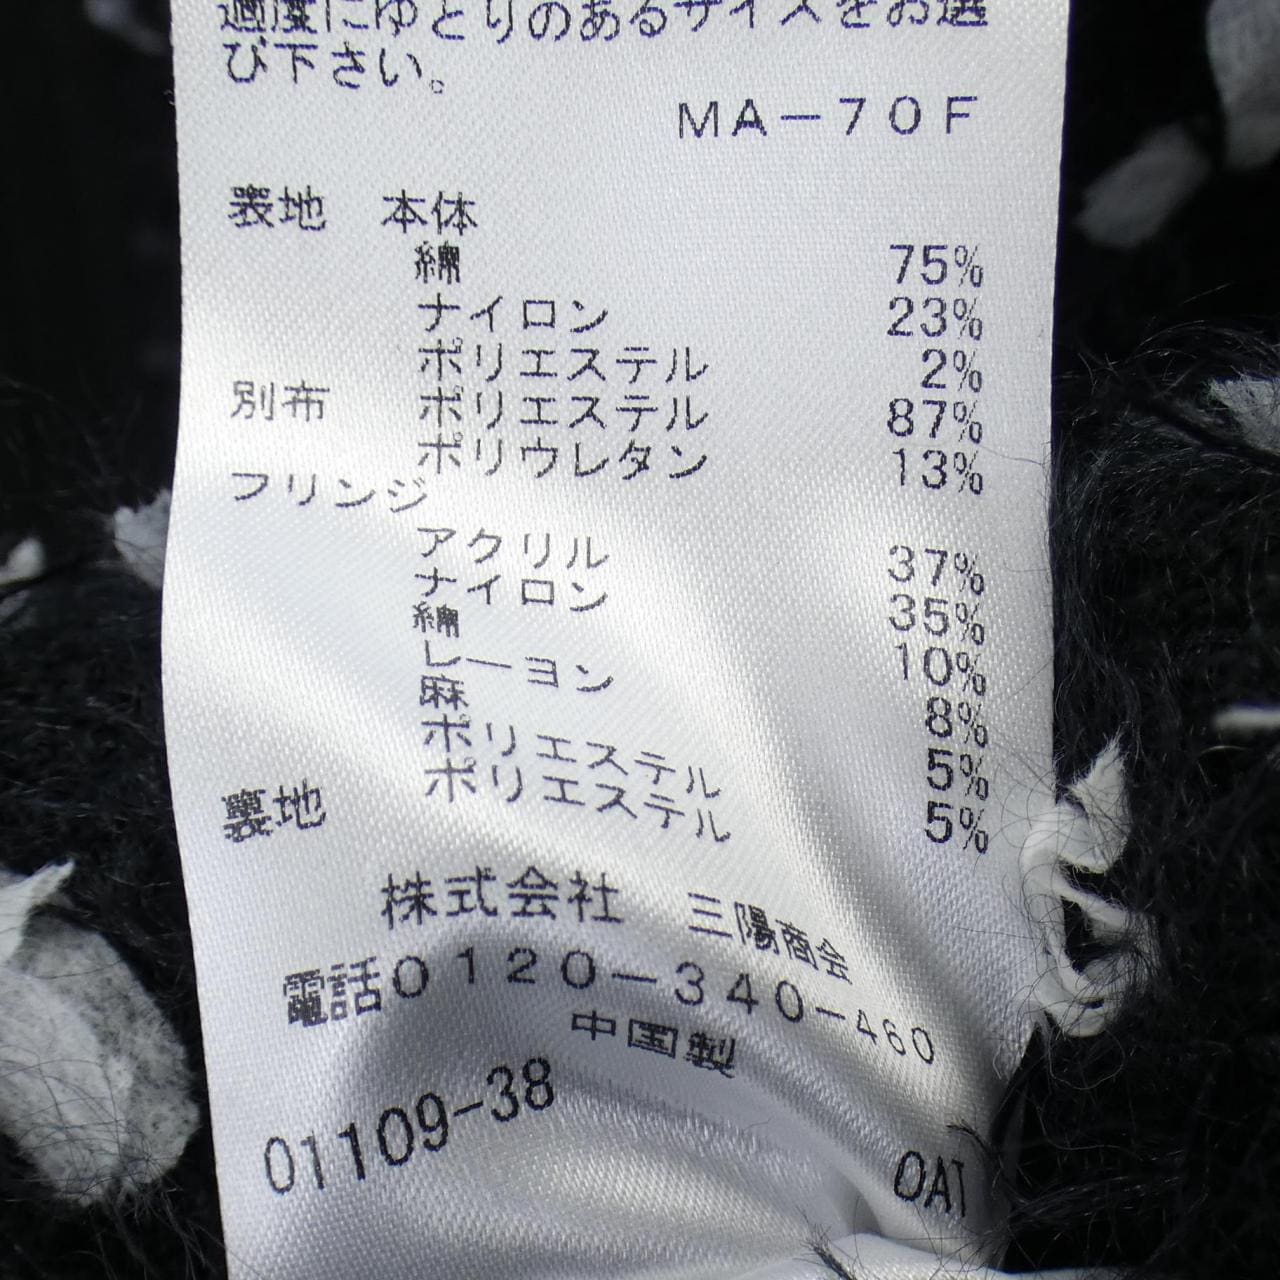 適度にゆとりのあるサイズをお選
び下さい。
MA-70F
表地 本体
綿 75%
ナイロン 23%
ポリエステル 2%
別布 ポリエステル 87%
ポリウレタン 13%
フリンジ
アクリル 37%
ナイロン 35%
綿 10%
レーヨン 8%
麻 5%
ポリエステル 5%
裏地 ポリエステル
株式会社 三陽商会
電話0120-340-460
中国製
01109-38 OAT